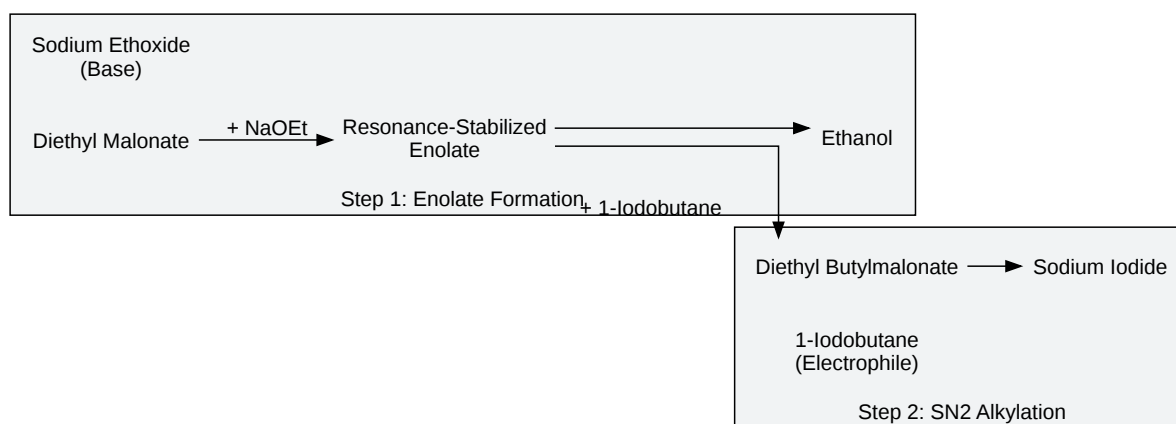 Sodium Ethoxide
(Base)
Diethyl Malonate
+ NaOEt
Resonance-Stabilized
Enolate
Ethanol
Step 1: Enolate Formation
+ 1-Iodobutane
Diethyl Butylmalonate
Sodium Iodide
1-Iodobutane
(Electrophile)
Step 2: SN2 Alkylation